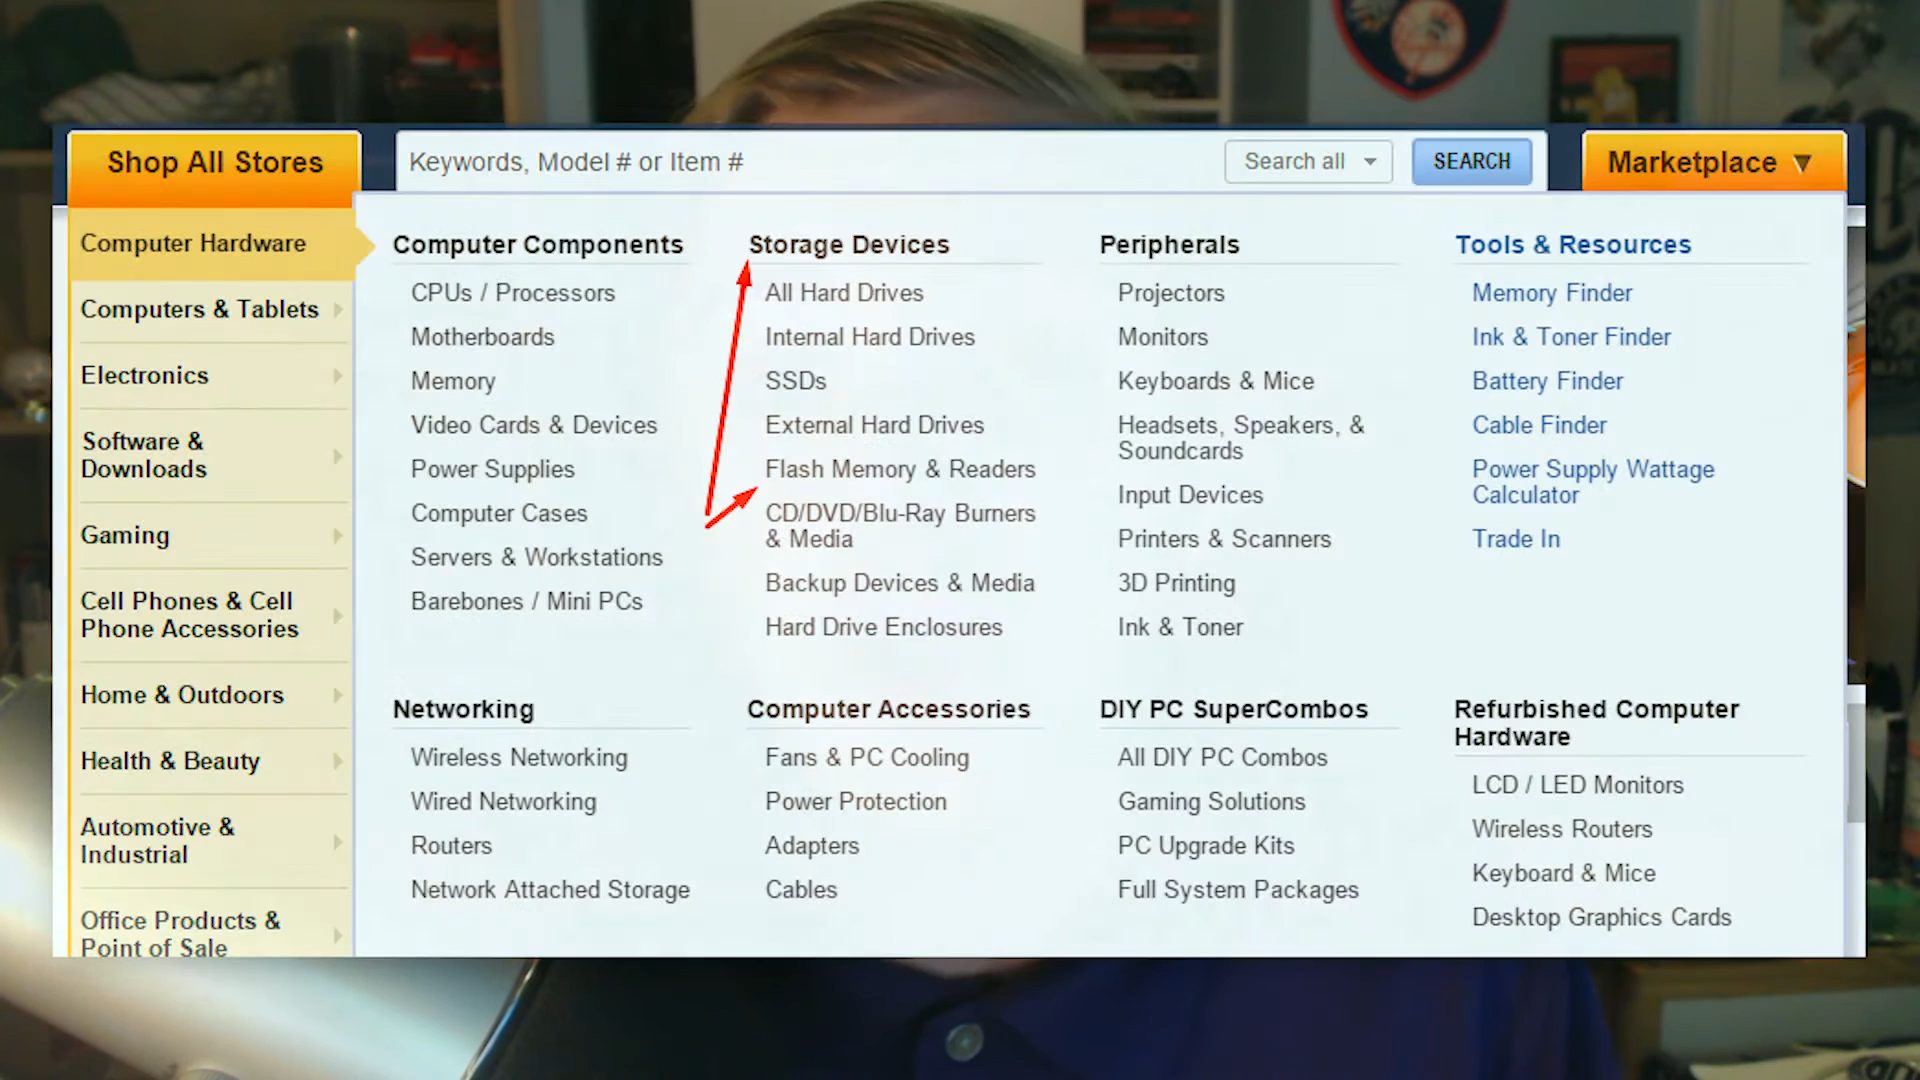 Shop All Stores
Keywords, Model # or Item #
Search all
SEARCH
Marketplace ▼
Computer Hardware
Computers & Tablets
Electronics
Software &
Downloads
Gaming
Cell Phones & Cell
Phone Accessories
Home & Outdoors
Health & Beauty
Automotive &
Industrial
Office Products &
Point of Sale
Computer Components
CPUs / Processors
Motherboards
Memory
Video Cards & Devices
Power Supplies
Computer Cases
Servers & Workstations
Barebones / Mini PCs
Storage Devices
All Hard Drives
Internal Hard Drives
SSDs
External Hard Drives
Flash Memory & Readers
CD/DVD/Blu-Ray Burners
& Media
Backup Devices & Media
Hard Drive Enclosures
Peripherals
Projectors
Monitors
Keyboards & Mice
Headsets, Speakers, &
Soundcards
Input Devices
Printers & Scanners
3D Printing
Ink & Toner
Tools & Resources
Memory Finder
Ink & Toner Finder
Battery Finder
Cable Finder
Power Supply Wattage
Calculator
Trade In
Networking
Wireless Networking
Wired Networking
Routers
Network Attached Storage
Computer Accessories
Fans & PC Cooling
Power Protection
Adapters
Cables
DIY PC SuperCombos
All DIY PC Combos
Gaming Solutions
PC Upgrade Kits
Full System Packages
Refurbished Computer
Hardware
LCD / LED Monitors
Wireless Routers
Keyboard & Mice
Desktop Graphics Cards